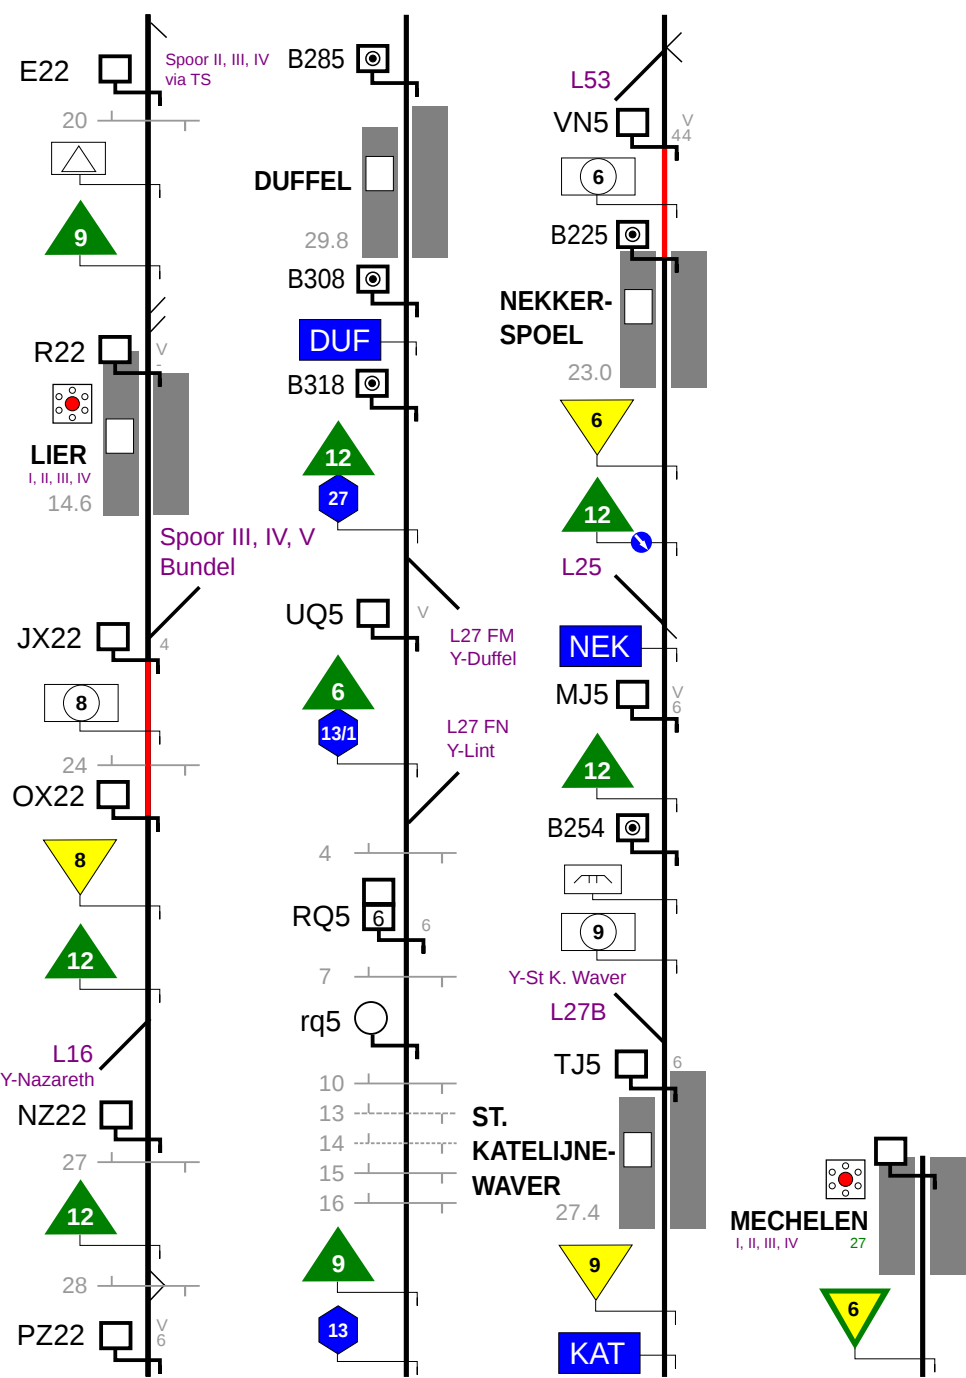 E22
Spoor II, III, IV
via TS
20
9
R22
V
-
LIER
I, II, III, IV
14.6
Spoor III, IV, V
Bundel
JX22
4
8
24
OX22
8
12
L16
Y-Nazareth
NZ22
27
12
28
PZ22
V
6
B285
DUFFEL
29.8
B308
DUF
B318
12
27
UQ5
V
L27 FM
Y-Duffel
6
13/1
L27 FN
Y-Lint
4
RQ5
6
6
7
rq5
10
13
14
15
16
ST.
KATELIJNE-
WAVER
9
13
L53
VN5
V
44
6
B225
NEKKER-
SPOEL
23.0
6
12
L25
NEK
MJ5
V
6
12
B254
9
Y-St K. Waver
L27B
TJ5
6
27.4
9
KAT
MECHELEN
I, II, III, IV
27
6